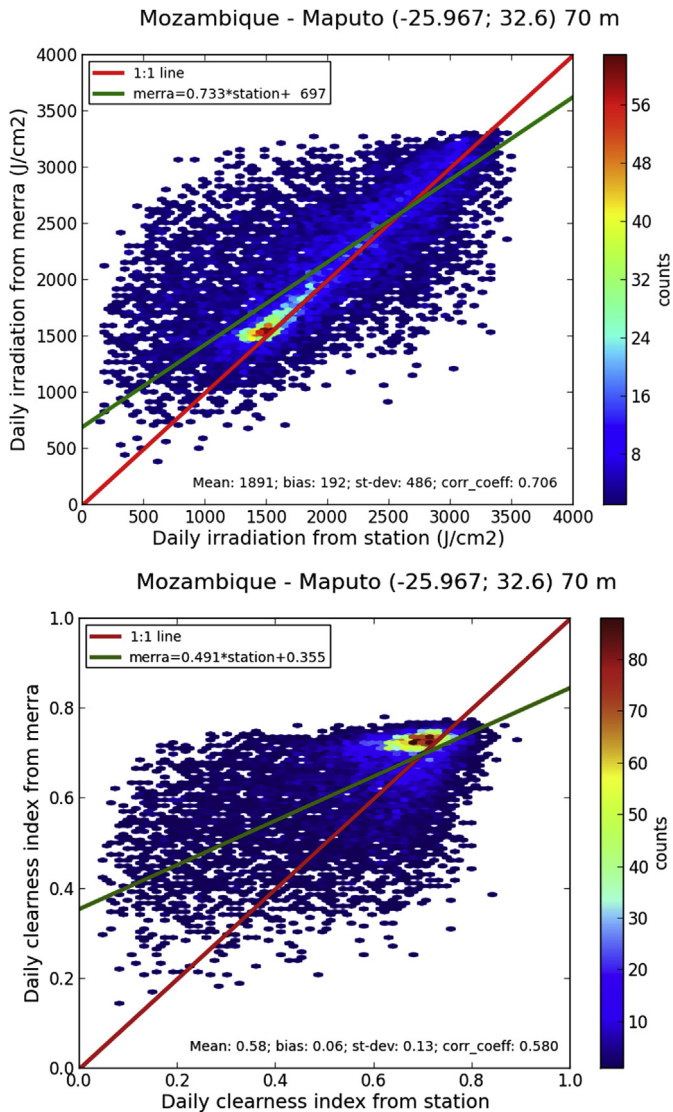 Mozambique - Maputo (-25.967; 32.6) 70 m
4000
3500
3000
2500
2000
1500
1000
500
0
Daily irradiation from merra (J/cm2)
1:1 line
merra=0.733*station+ 697
Mean: 1891; bias: 192; st-dev: 486; corr_coeff: 0.706
0 500 1000 1500 2000 2500 3000 3500 4000
Daily irradiation from station (J/cm2)
56
48
40
32
24
16
8
counts
Mozambique - Maputo (-25.967; 32.6) 70 m
1.0
0.8
0.6
0.4
0.2
0.0
Daily clearness index from merra
1:1 line
merra=0.491*station+0.355
Mean: 0.58; bias: 0.06; st-dev: 0.13; corr_coeff: 0.580
0.0 0.2 0.4 0.6 0.8 1.0
Daily clearness index from station
80
70
60
50
40
30
20
10
counts